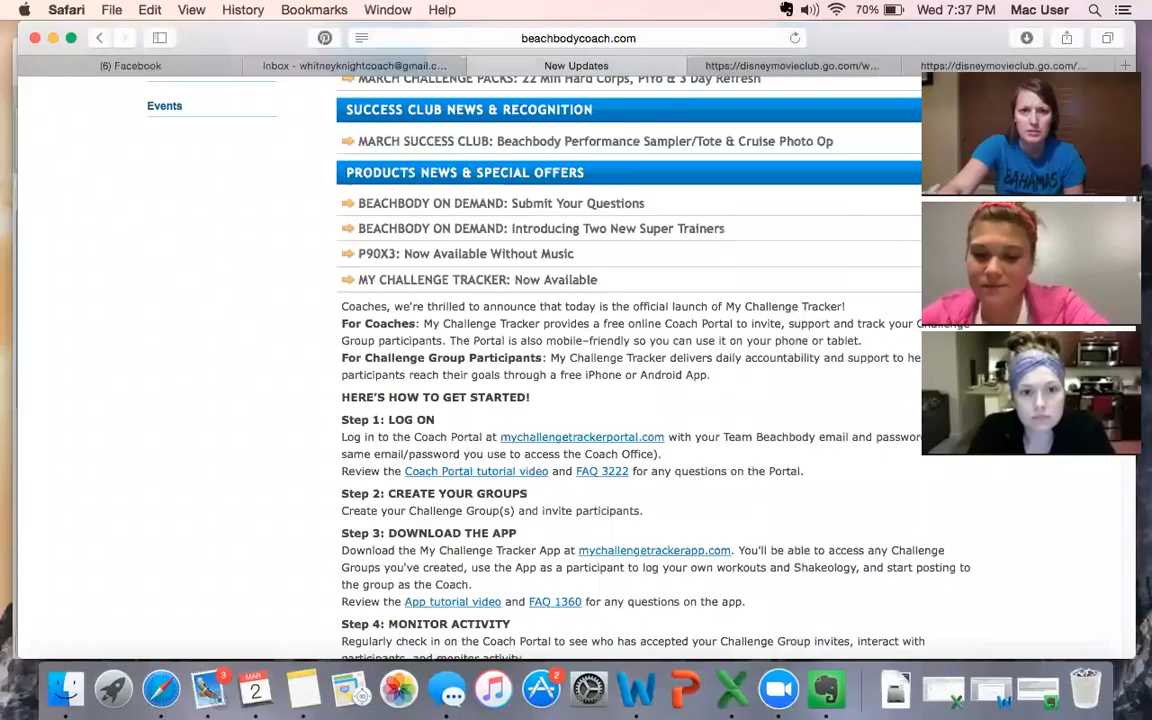 Safari File Edit View History Bookmarks Window Help 70% Wed 7:37 PM Mac User
beachbodycoach.com
(6) Facebook Inbox - whitneyknightcoach@gmail.c... New Updates https://disneymovieclub.go.com/w... https://disneymovieclub.go.com/...
MARCH CHALLENGE PACKS: 22 Min Hard Corps, PiYo & 3 Day Refresh
Events
SUCCESS CLUB NEWS & RECOGNITION
MARCH SUCCESS CLUB: Beachbody Performance Sampler/Tote & Cruise Photo Op
PRODUCTS NEWS & SPECIAL OFFERS
BEACHBODY ON DEMAND: Submit Your Questions
BEACHBODY ON DEMAND: Introducing Two New Super Trainers
P90X3: Now Available Without Music
MY CHALLENGE TRACKER: Now Available
Coaches, we're thrilled to announce that today is the official launch of My Challenge Tracker!
For Coaches: My Challenge Tracker provides a free online Coach Portal to invite, support and track your Challenge
Group participants. The Portal is also mobile-friendly so you can use it on your phone or tablet.
For Challenge Group Participants: My Challenge Tracker delivers daily accountability and support to he
participants reach their goals through a free iPhone or Android App.
HERE'S HOW TO GET STARTED!
Step 1: LOG ON
Log in to the Coach Portal at mychallengetrackerportal.com with your Team Beachbody email and passwor
same email/password you use to access the Coach Office).
Review the Coach Portal tutorial video and FAQ 3222 for any questions on the Portal.
Step 2: CREATE YOUR GROUPS
Create your Challenge Group(s) and invite participants.
Step 3: DOWNLOAD THE APP
Download the My Challenge Tracker App at mychallengetrackerapp.com. You'll be able to access any Challenge
Groups you've created, use the App as a participant to log your own workouts and Shakeology, and start posting to
the group as the Coach.
Review the App tutorial video and FAQ 1360 for any questions on the app.
Step 4: MONITOR ACTIVITY
Regularly check in on the Coach Portal to see who has accepted your Challenge Group invites, interact with
participants, and monitor activity.
BAHAMAS
3 MAR 2 2